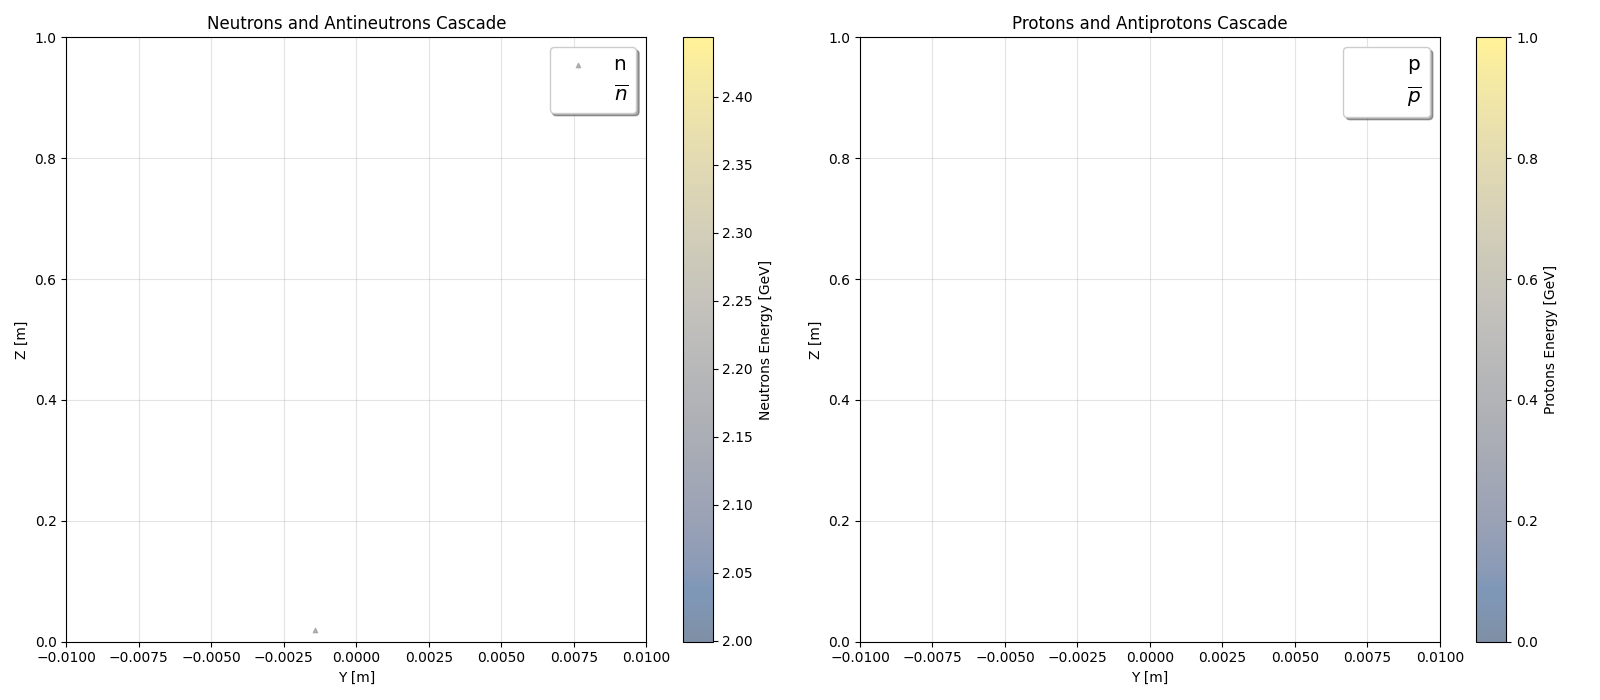 Neutrons and Antineutrons Cascade
n
n̅
1.0
0.8
0.6
0.4
0.2
0.0
Z [m]
−0.0100 −0.0075 −0.0050 −0.0025 0.0000 0.0025 0.0050 0.0075 0.0100
Y [m]
2.40
2.35
2.30
2.25
2.20
2.15
2.10
2.05
2.00
Neutrons Energy [GeV]
Protons and Antiprotons Cascade
p
p̅
1.0
0.8
0.6
0.4
0.2
0.0
Z [m]
−0.0100 −0.0075 −0.0050 −0.0025 0.0000 0.0025 0.0050 0.0075 0.0100
Y [m]
1.0
0.8
0.6
0.4
0.2
0.0
Protons Energy [GeV]